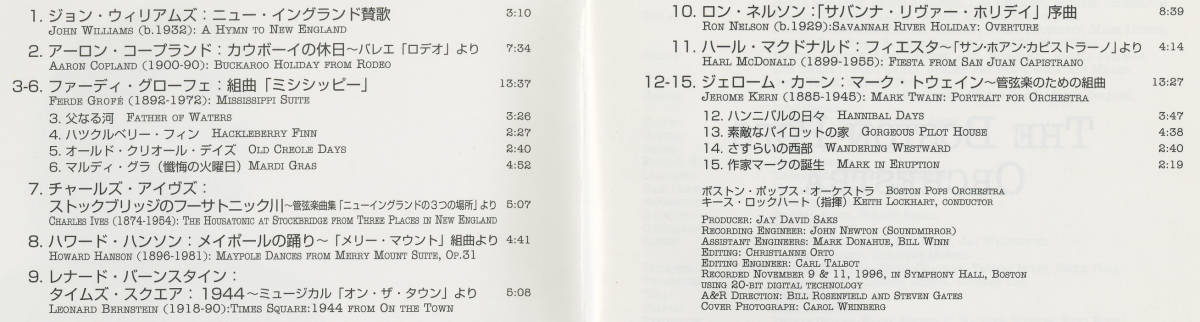 1. ジョン・ウィリアムズ：ニュー・イングランド賛歌 3:10
JOHN WILLIAMS (b.1932): A HYMN TO NEW ENGLAND
2. アーロン・コープランド：カウボーイの休日～バレエ「ロデオ」より 7:34
AARON COPLAND (1900-90): BUCKAROO HOLIDAY FROM RODEO
3-6. ファーディ・グローフェ：組曲「ミシシッピー」 13:37
FERDE GROFÉ (1892-1972): MISSISSIPPI SUITE
3. 父なる河 FATHER OF WATERS 3:26
4. ハックルベリー・フィン HACKLEBERRY FINN 2:27
5. オールド・クリオール・デイズ OLD CREOLE DAYS 2:40
6. マルディ・グラ（懺悔の火曜日）MARDI GRAS 4:52
7. チャールズ・アイヴズ：
ストックブリッジのフーサトニック川～管弦楽曲集「ニューイングランドの3つの場所」より 5:07
CHARLES IVES (1874-1954): THE HOUSATONIC AT STOCKBRIDGE FROM THREE PLACES IN NEW ENGLAND
8. ハワード・ハンソン：メイポールの踊り～「メリー・マウント」組曲より 4:41
HOWARD HANSON (1896-1981): MAYPOLE DANCES FROM MERRY MOUNT SUITE, OP.31
9. レナード・バーンスタイン：
タイムズ・スクエア：1944～ミュージカル「オン・ザ・タウン」より 5:08
LEONARD BERNSTEIN (1918-90):TIMES SQUARE:1944 FROM ON THE TOWN
10. ロン・ネルソン：「サバンナ・リヴァー・ホリデイ」序曲 8:39
RON NELSON (b.1929):SAVANNAH RIVER HOLIDAY: OVERTURE
11. ハール・マクドナルド：フィエスタ～「サン・ホアン・カピストラーノ」より 4:14
HARL MCDONALD (1899-1955): FIESTA FROM SAN JUAN CAPISTRANO
12-15. ジェローム・カーン：マーク・トウェイン～管弦楽のための組曲 13:27
JEROME KERN (1885-1945): MARK TWAIN: PORTRAIT FOR ORCHESTRA
12. ハンニバルの日々 HANNIBAL DAYS 3:47
13. 素敵なパイロットの家 GORGEOUS PILOT HOUSE 4:38
14. さすらいの西部 WANDERING WESTWARD 2:40
15. 作家マークの誕生 MARK IN ERUPTION 2:19
ボストン・ポップス・オーケストラ BOSTON POPS ORCHESTRA
キース・ロックハート（指揮）KEITH LOCKHART, CONDUCTOR
PRODUCER: JAY DAVID SAKS
RECORDING ENGINEER: JOHN NEWTON (SOUNDMIRROR)
ASSISTANT ENGINEERS: MARK DONAHUE, BILL WINN
EDITING: CHRISTIANNE ORTO
EDITING ENGINEER: CARL TALBOT
RECORDED NOVEMBER 9 & 11, 1996, IN SYMPHONY HALL, BOSTON
USING 20-BIT DIGITAL TECHNOLOGY
A&R DIRECTION: BILL ROSENFIELD AND STEVEN GATES
COVER PHOTOGRAPH: CAROL WEINBERG